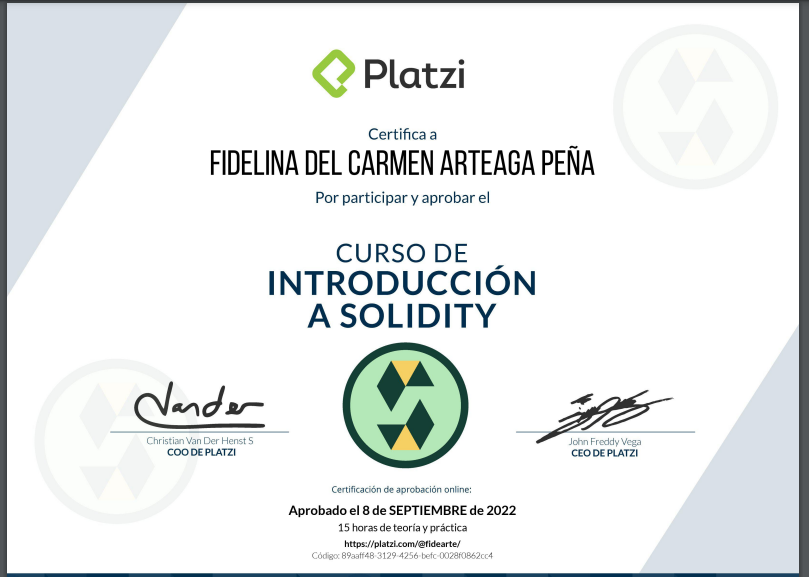 Platzi
Certifica a
FIDELINA DEL CARMEN ARTEAGA PEÑA
Por participar y aprobar el
CURSO DE
INTRODUCCIÓN
A SOLIDITY
Vander
Christian Van Der Henst S
COO DE PLATZI
John Freddy Vega
CEO DE PLATZI
Certificación de aprobación online:
Aprobado el 8 de SEPTIEMBRE de 2022
15 horas de teoría y práctica
https://platzi.com/@fidearte/
Código: 89aaff48-3129-4256-befc-0028f0862cc4